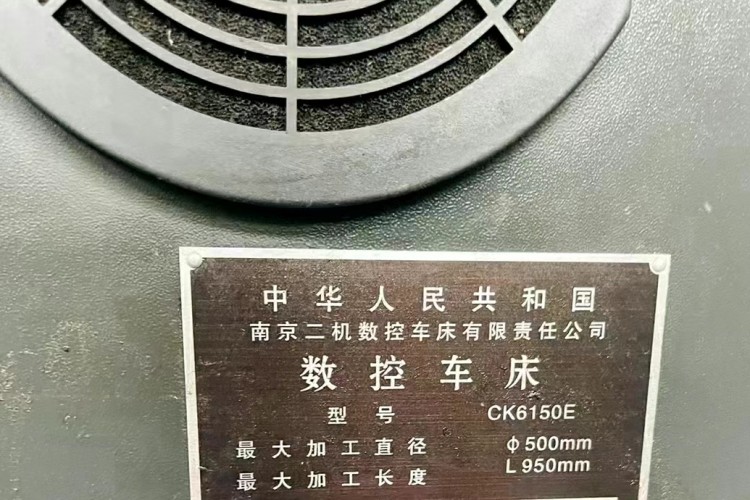 中华人民共和国
南京二机数控车床有限责任公司
数控车床
型号 CK6150E
最大加工直径 φ500mm
最大加工长度 L950mm